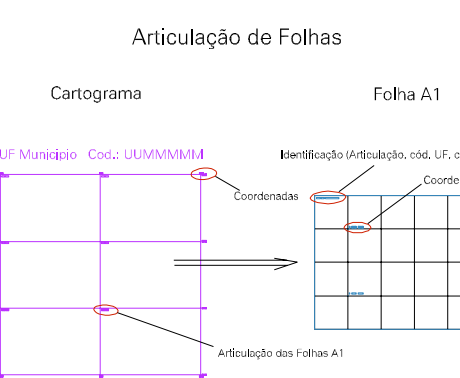 Articulação de Folhas
Cartograma
Folha A1
UF Município Cod.: UUMMMMM
Identificação (Articulação, cód. UF, c
Coordenadas
Coorde
Articulação das Folhas A1